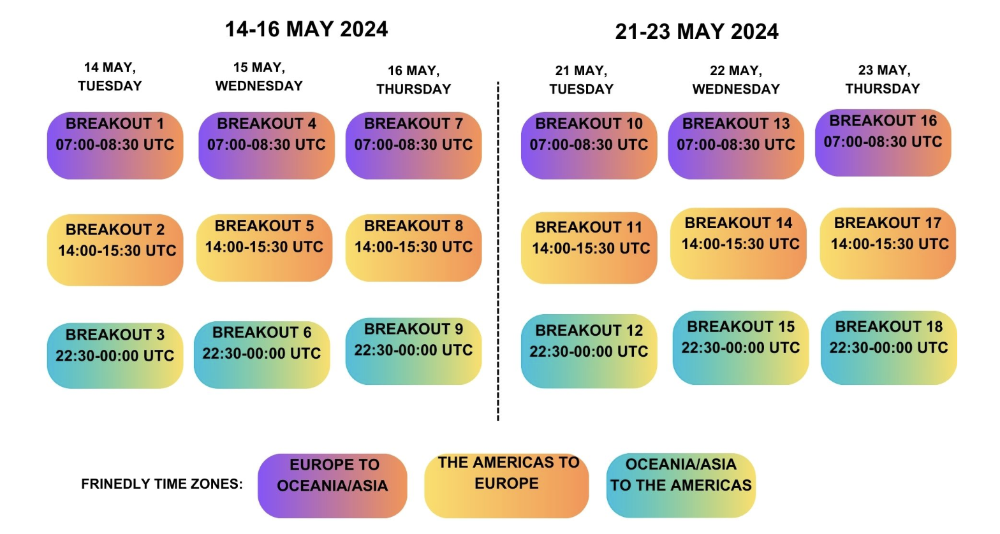 14-16 MAY 2024
14 MAY,
TUESDAY
15 MAY,
WEDNESDAY
16 MAY,
THURSDAY
BREAKOUT 1
07:00-08:30 UTC
BREAKOUT 4
07:00-08:30 UTC
BREAKOUT 7
07:00-08:30 UTC
BREAKOUT 2
14:00-15:30 UTC
BREAKOUT 5
14:00-15:30 UTC
BREAKOUT 8
14:00-15:30 UTC
BREAKOUT 3
22:30-00:00 UTC
BREAKOUT 6
22:30-00:00 UTC
BREAKOUT 9
22:30-00:00 UTC
21-23 MAY 2024
21 MAY,
TUESDAY
22 MAY,
WEDNESDAY
23 MAY,
THURSDAY
BREAKOUT 10
07:00-08:30 UTC
BREAKOUT 13
07:00-08:30 UTC
BREAKOUT 16
07:00-08:30 UTC
BREAKOUT 11
14:00-15:30 UTC
BREAKOUT 14
14:00-15:30 UTC
BREAKOUT 17
14:00-15:30 UTC
BREAKOUT 12
22:30-00:00 UTC
BREAKOUT 15
22:30-00:00 UTC
BREAKOUT 18
22:30-00:00 UTC
FRINEDLY TIME ZONES:
EUROPE TO
OCEANIA/ASIA
THE AMERICAS TO
EUROPE
OCEANIA/ASIA
TO THE AMERICAS